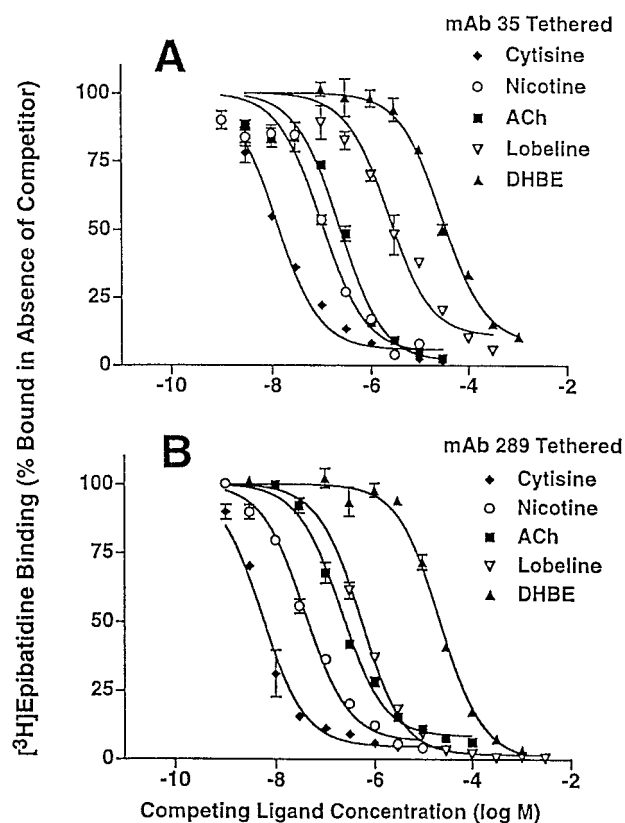 [³H]Epibatidine Binding (% Bound in Absence of Competitor)
A
mAb 35 Tethered
Cytisine
Nicotine
ACh
Lobeline
DHBE
100
75
50
25
0
-10
-8
-6
-4
-2
B
mAb 289 Tethered
Cytisine
Nicotine
ACh
Lobeline
DHBE
100
75
50
25
0
-10
-8
-6
-4
-2
Competing Ligand Concentration (log M)